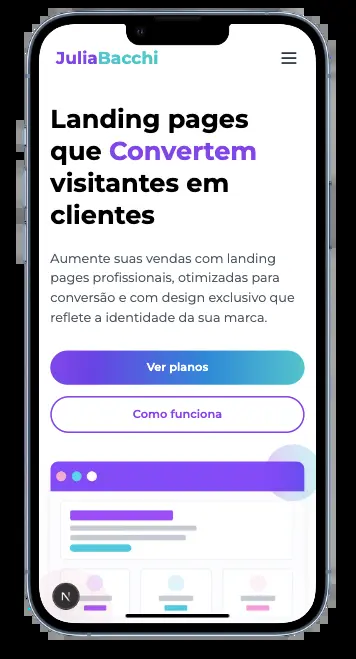 JuliaBacchi
Landing pages
que Convertem
visitantes em
clientes
Aumente suas vendas com landing
pages profissionais, otimizadas para
conversão e com design exclusivo que
reflete a identidade da sua marca.
Ver planos
Como funciona
N